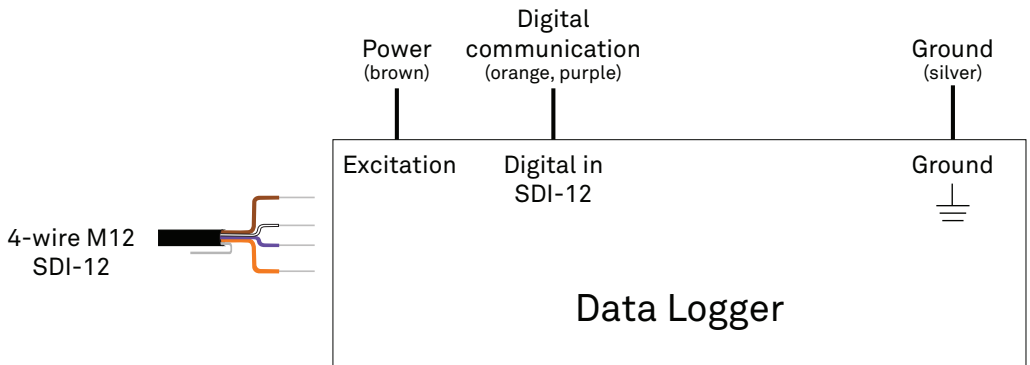 Digital
communication
(orange, purple)
Power
(brown)
Ground
(silver)
Excitation
Digital in
SDI-12
Ground
4-wire M12
SDI-12
Data Logger